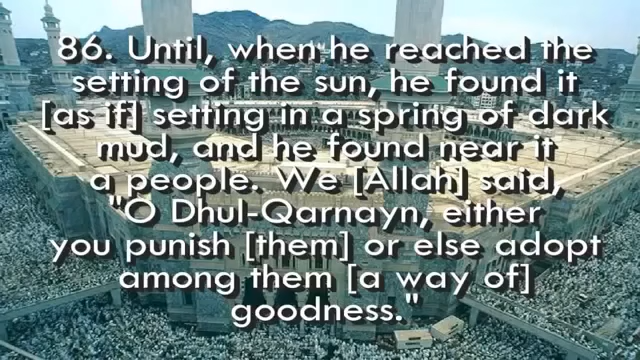 86. Until, when he reached the
setting of the sun, he found it
[as if] setting in a spring of dark
mud, and he found near it
a people. We [Allah] said,
"O Dhul-Qarnayn, either
you punish [them] or else adopt
among them [a way of]
goodness."